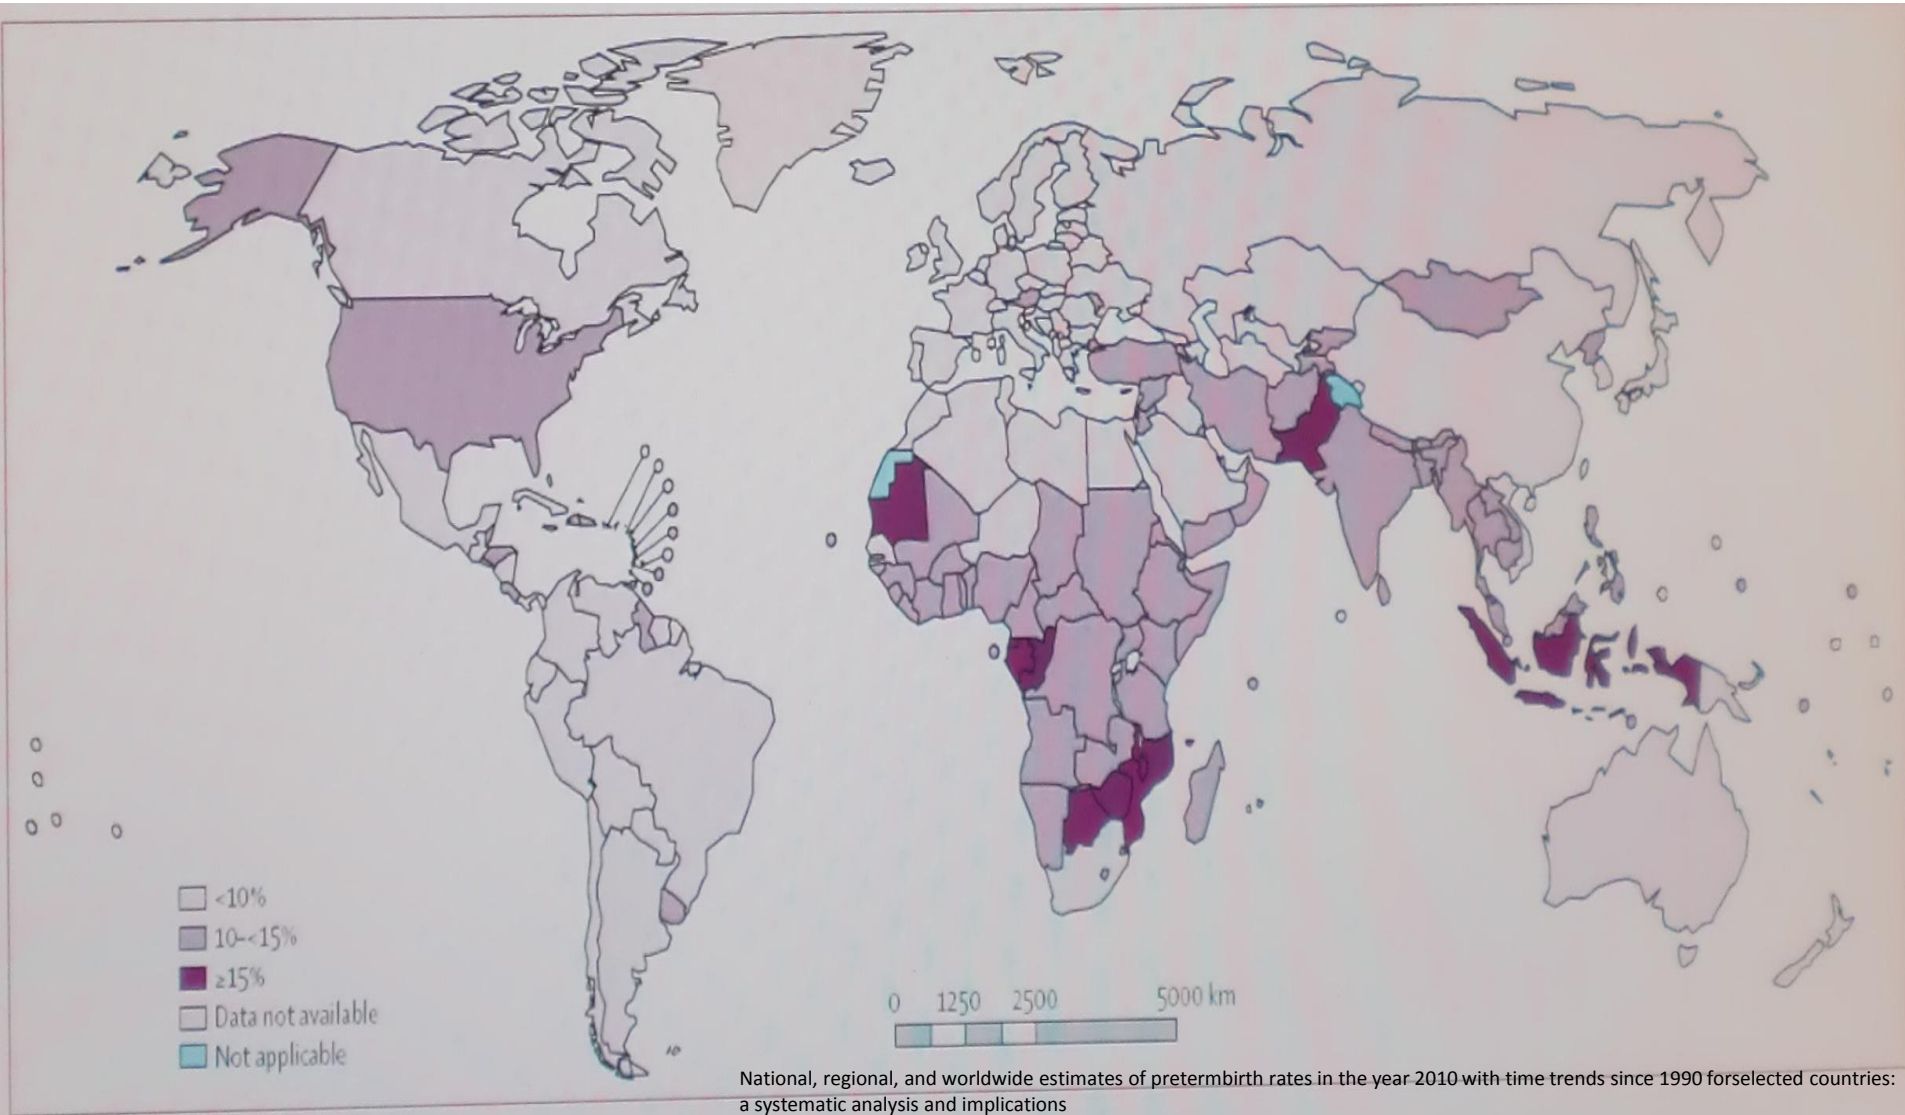 <10%
10-<15%
≥15%
Data not available
Not applicable
0 1250 2500 5000 km
National, regional, and worldwide estimates of pretermbirth rates in the year 2010 with time trends since 1990 forselected countries:
a systematic analysis and implications